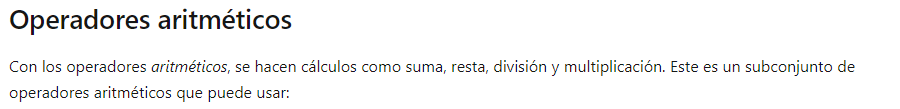 Operadores aritméticos
Con los operadores aritméticos, se hacen cálculos como suma, resta, división y multiplicación. Este es un subconjunto de
operadores aritméticos que puede usar: